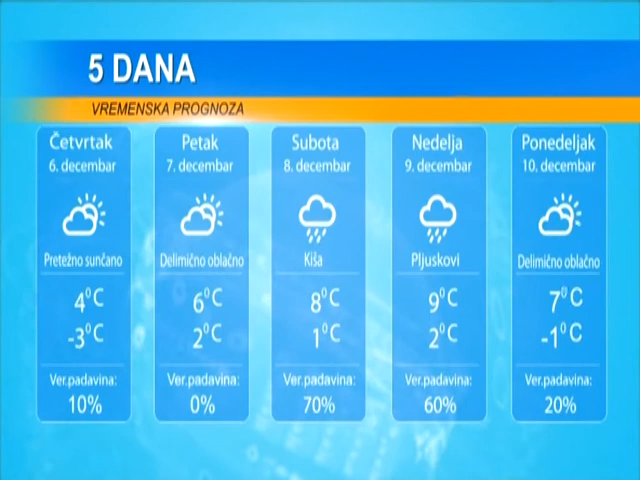 5 DANA
VREMENSKA PROGNOZA
Četvrtak
6. decembar
Pretežno sunčano
4°C
-3°C
Ver.padavina:
10%
Petak
7. decembar
Delimično oblačno
6°C
2°C
Ver.padavina:
0%
Subota
8. decembar
Kiša
8°C
1°C
Ver.padavina:
70%
Nedelja
9. decembar
Pljuskovi
9°C
2°C
Ver.padavina:
60%
Ponedeljak
10. decembar
Delimično oblačno
7°C
-1°C
Ver.padavina:
20%